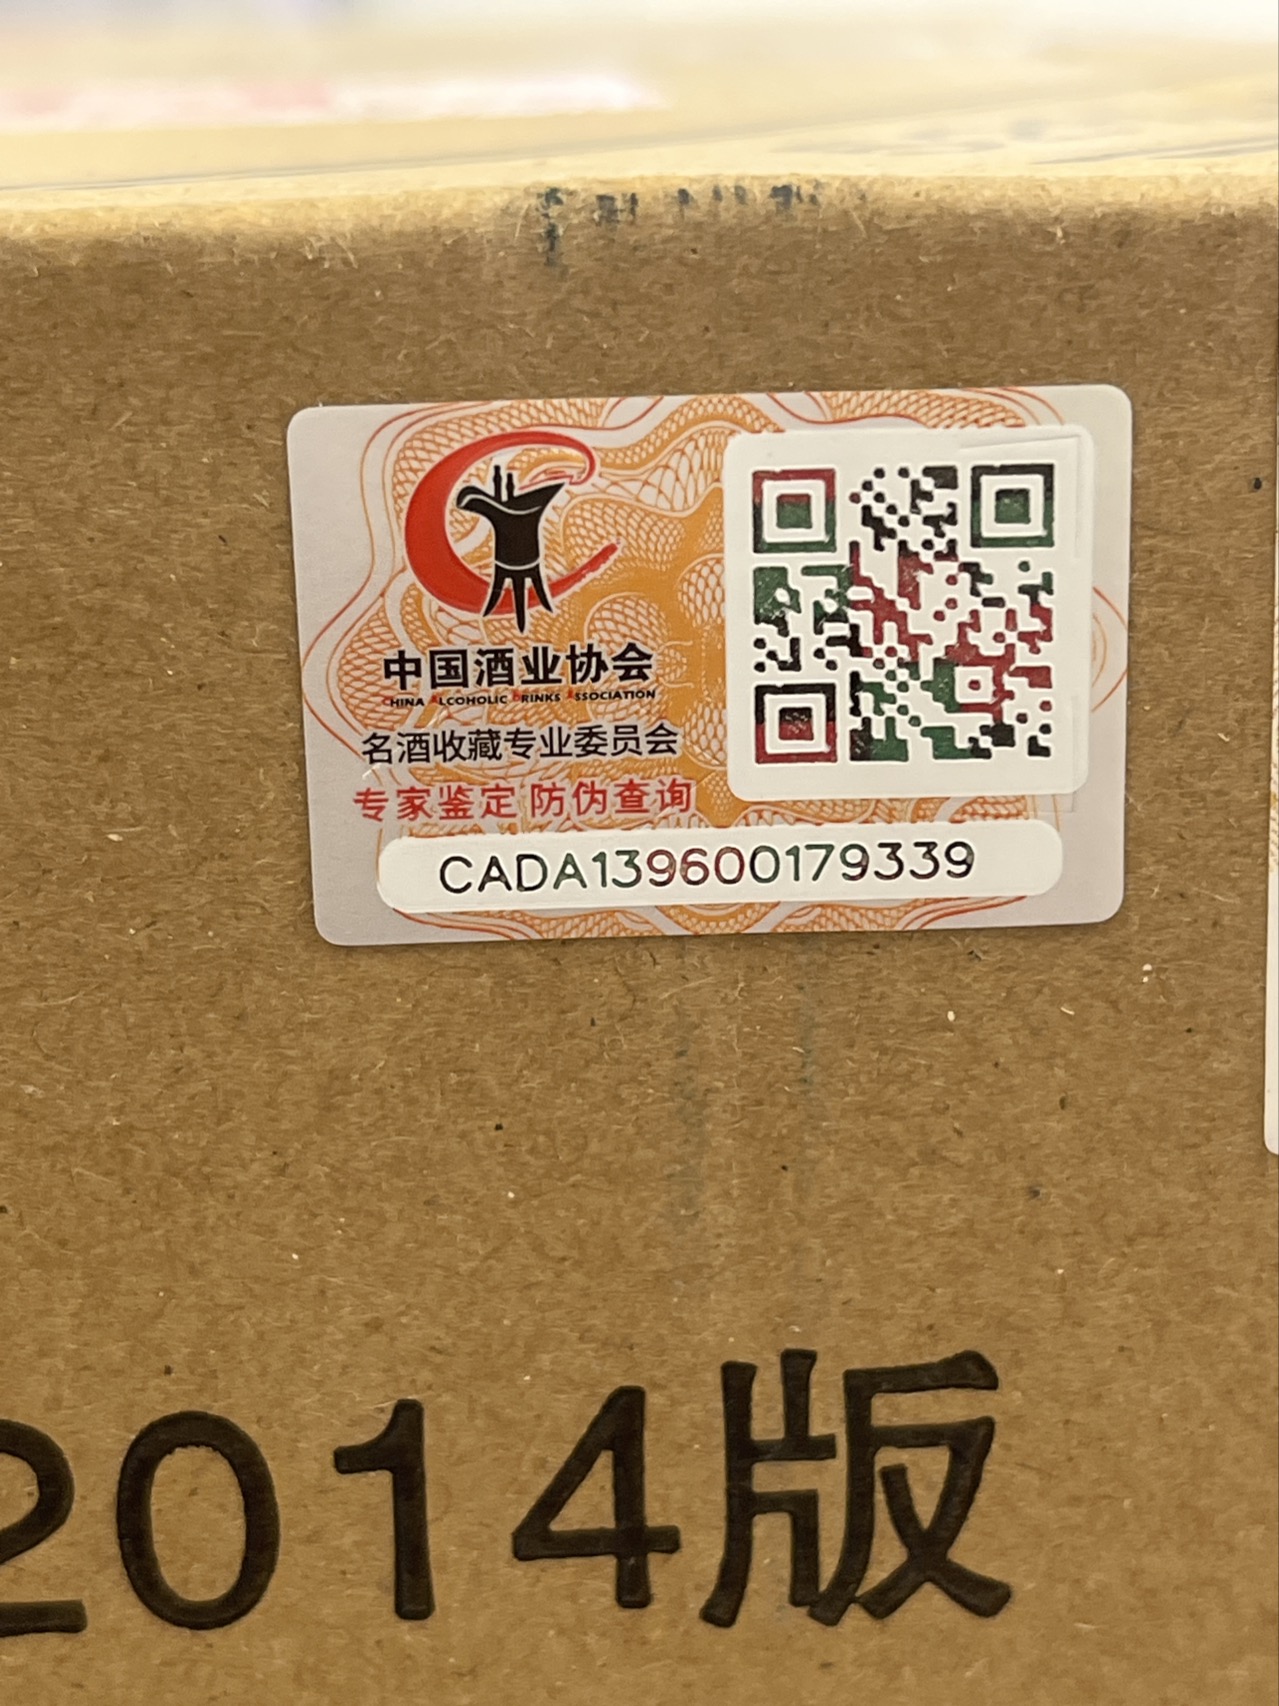 中国酒业协会
CHINA ALCOHOLIC DRINKS ASSOCIATION
名酒收藏专业委员会
专家鉴定 防伪查询
CADA139600179339
2014版